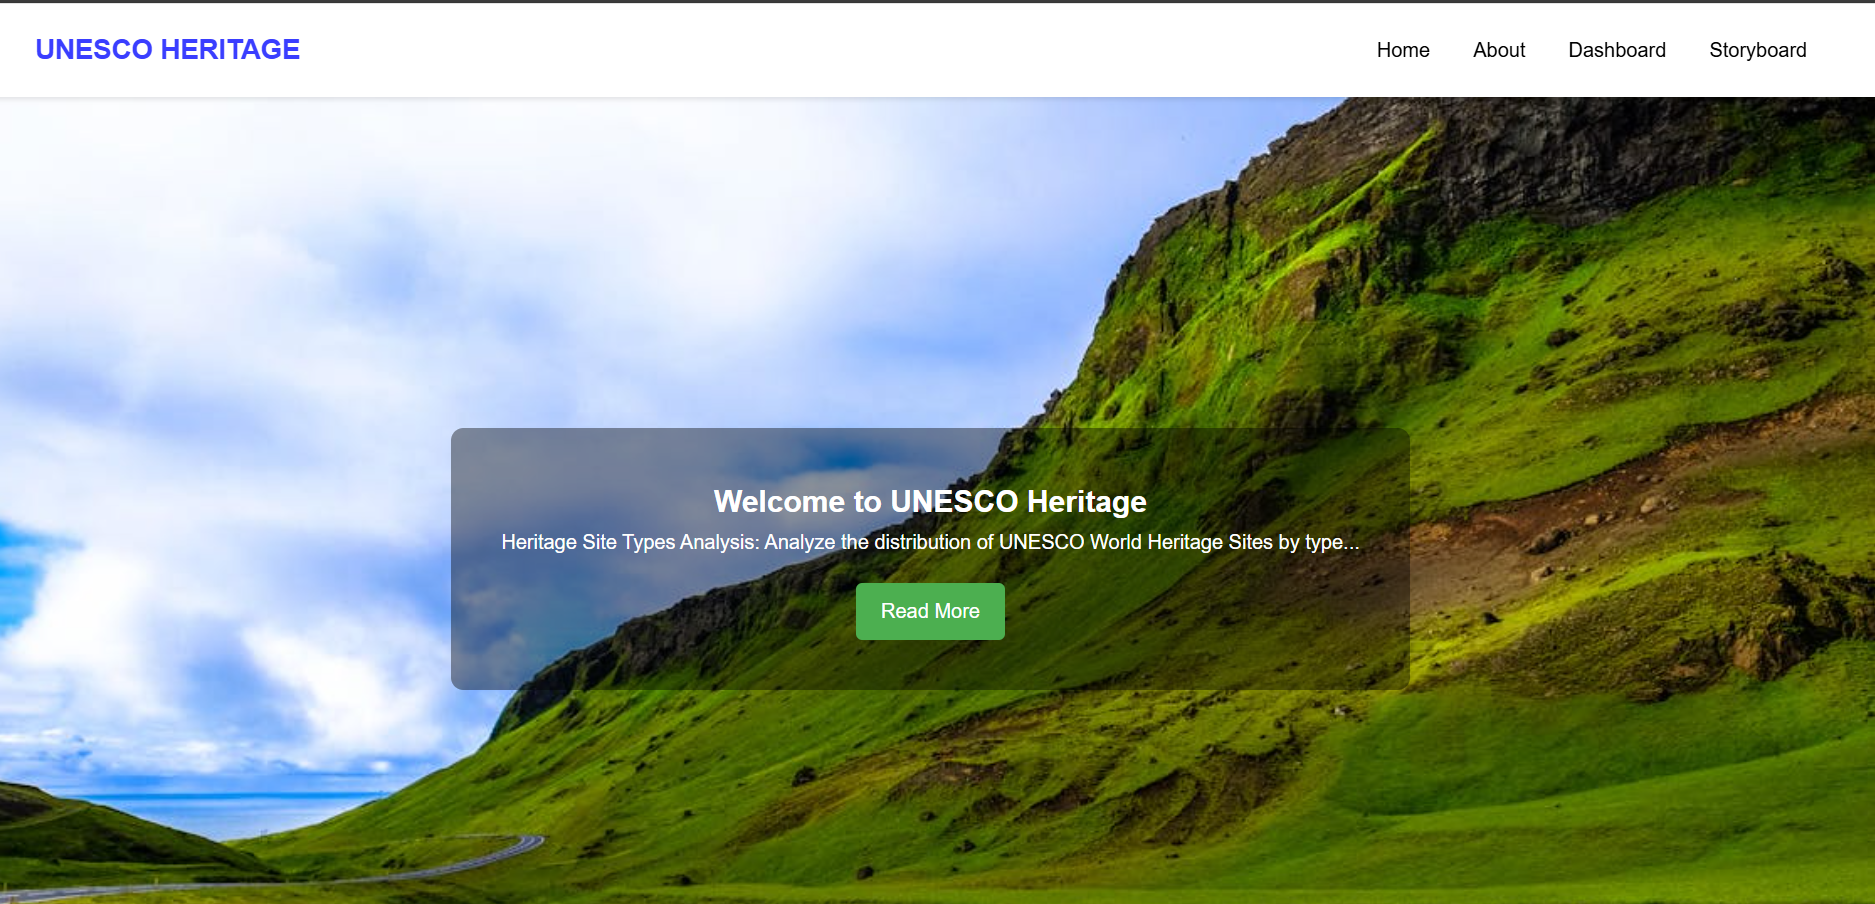 UNESCO HERITAGE
Home About Dashboard Storyboard
Welcome to UNESCO Heritage
Heritage Site Types Analysis: Analyze the distribution of UNESCO World Heritage Sites by type...
Read More